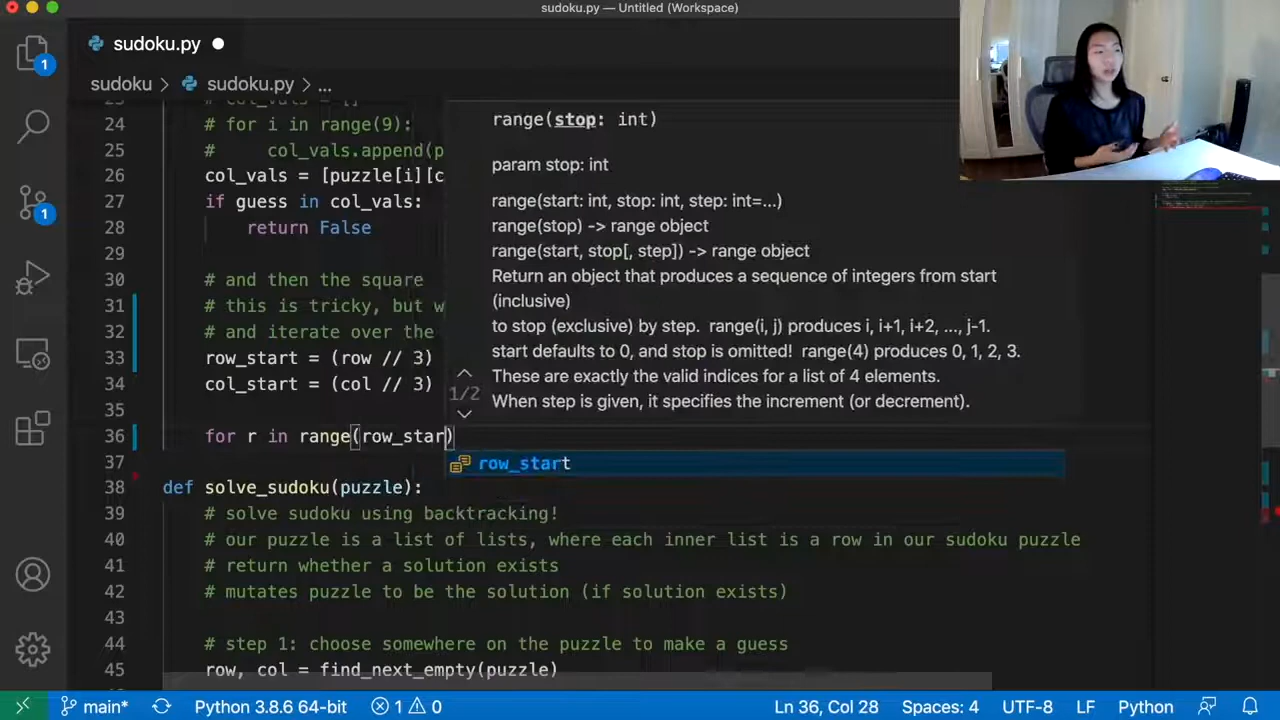 sudoku.py — Untitled (Workspace)
sudoku.py
sudoku > sudoku.py > ...
24 # for i in range(9):
25 #     col_vals.append(p
26 col_vals = [puzzle[i][c
27 if guess in col_vals:
28 return False
29
30 # and then the square
31 # this is tricky, but w
32 # and iterate over the
33 row_start = (row // 3)
34 col_start = (col // 3)
35
36 for r in range(row_star)
37
38 def solve_sudoku(puzzle):
39 # solve sudoku using backtracking!
40 # our puzzle is a list of lists, where each inner list is a row in our sudoku puzzle
41 # return whether a solution exists
42 # mutates puzzle to be the solution (if solution exists)
43
44 # step 1: choose somewhere on the puzzle to make a guess
45 row, col = find_next_empty(puzzle)
range(stop: int)
param stop: int
range(start: int, stop: int, step: int=...)
range(stop) -> range object
range(start, stop[, step]) -> range object
Return an object that produces a sequence of integers from start
(inclusive)
to stop (exclusive) by step.  range(i, j) produces i, i+1, i+2, ..., j-1.
start defaults to 0, and stop is omitted!  range(4) produces 0, 1, 2, 3.
These are exactly the valid indices for a list of 4 elements.
When step is given, it specifies the increment (or decrement).
1/2
row_start
1
1
main*
Python 3.8.6 64-bit
1
0
Ln 36, Col 28
Spaces: 4
UTF-8
LF
Python